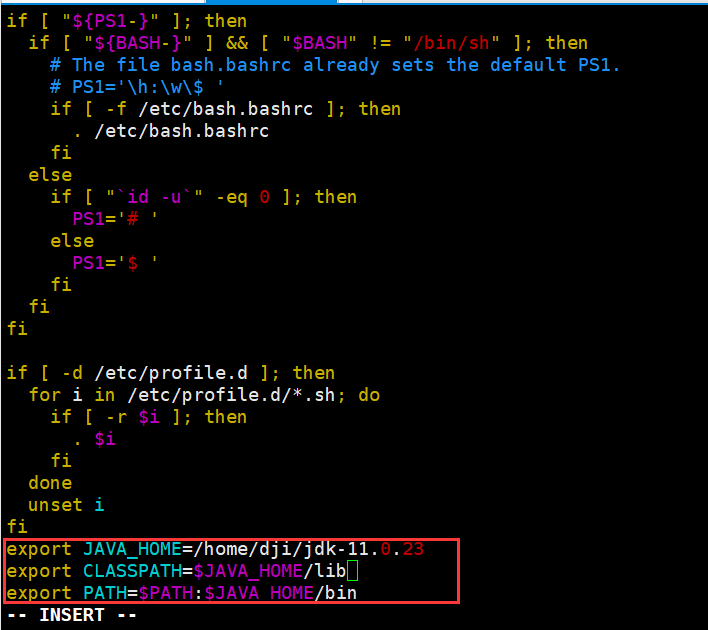 if [ "${PS1-}" ]; then
  if [ "${BASH-}" ] && [ "$BASH" != "/bin/sh" ]; then
    # The file bash.bashrc already sets the default PS1.
    # PS1='\h:\w\$ '
    if [ -f /etc/bash.bashrc ]; then
      . /etc/bash.bashrc
    fi
  else
    if [ "`id -u`" -eq 0 ]; then
      PS1='# '
    else
      PS1='$ '
    fi
  fi
fi

if [ -d /etc/profile.d ]; then
  for i in /etc/profile.d/*.sh; do
    if [ -r $i ]; then
      . $i
    fi
  done
  unset i
fi
export JAVA_HOME=/home/dji/jdk-11.0.23
export CLASSPATH=$JAVA_HOME/lib
export PATH=$PATH:$JAVA_HOME/bin
-- INSERT --